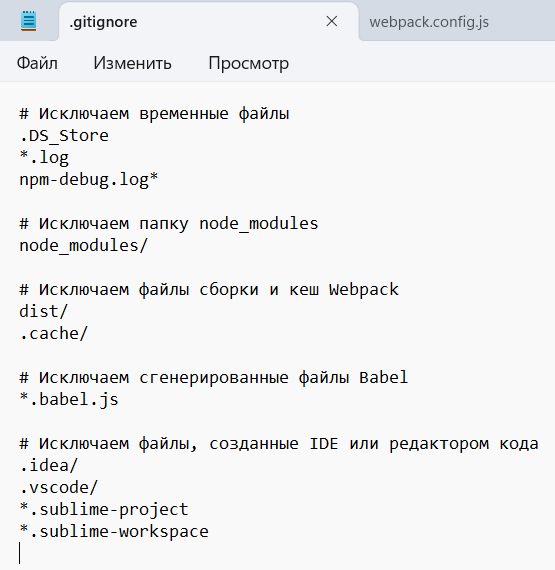 .gitignore
webpack.config.js
Файл Изменить Просмотр
# Исключаем временные файлы
.DS_Store
*.log
npm-debug.log*
# Исключаем папку node_modules
node_modules/
# Исключаем файлы сборки и кеш Webpack
dist/
.cache/
# Исключаем сгенерированные файлы Babel
*.babel.js
# Исключаем файлы, созданные IDE или редактором кода
.idea/
.vscode/
*.sublime-project
*.sublime-workspace